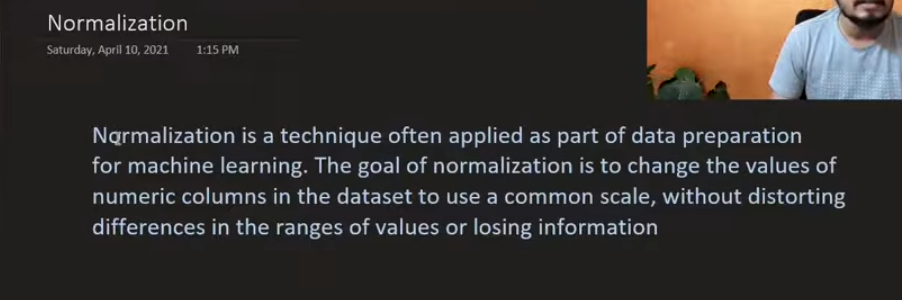 Normalization
Saturday, April 10, 2021 1:15 PM
Normalization is a technique often applied as part of data preparation
for machine learning. The goal of normalization is to change the values of
numeric columns in the dataset to use a common scale, without distorting
differences in the ranges of values or losing information